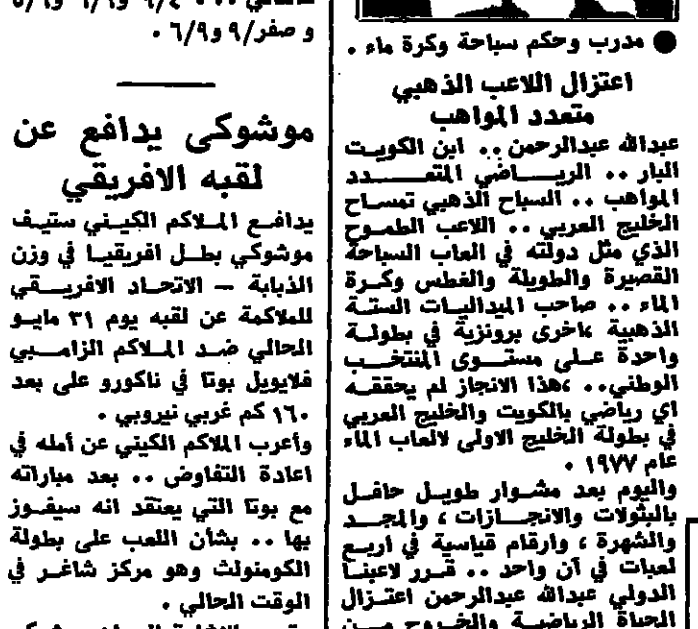 ● مدرب وحكم سباحة وكرة ماء .
اعتزال اللاعب الذهبي
متعدد المواهب
عبدالله عبدالرحمن .. ابن الكويت
البار .. الريـــاضي المتعـــدد
المواهب .. السباح الذهبي تمساح
الخليج العربي .. اللاعب الطموح
الذي مثل دولته في العاب السباحة
القصيرة والطويلة والغطس وكرة
الماء .. صاحب الميداليات الستة
الذهبية ،اخرى برونزية في بطولة
واحدة على مستوى المنتخب
الوطني.. ،هذا الانجاز لم يحققه
اي رياضي بالكويت والخليج العربي
في بطولة الخليج الاولى لالعاب الماء
عام ١٩٧٧ .
واليوم بعد مشوار طويل حافل
بالبثولات والانجازات ، والمجد
والشهرة ، وارقام قياسية في اربع
لعبات في آن واحد .. قرر لاعبنا
الدولي عبدالله عبدالرحمن اعتزال
الحياة الرياضية والخروج مـن
و صفر/٩ و٦/٩ .
موشوكى يدافع عن
لقبه الافريقي
يدافع الملاكم الكيني ستيف
موشوكي بطل افريقيا في وزن
الذبابة – الاتحاد الافريقي
للملاكمة عن لقبه يوم ٣١ مايو
الحالي ضد الملاكم الزامبي
فلايويل بوتا في ناكورو على بعد
١٦٠ كم غربي نيروبي .
وأعرب الملاكم الكيني عن أمله في
اعادة التفاوض .. بعد مباراته
مع بوتا التي يعتقد انه سيفوز
بها .. بشأن اللعب على بطولة
الكومنولث وهو مركز شاغر في
الوقت الحالي .